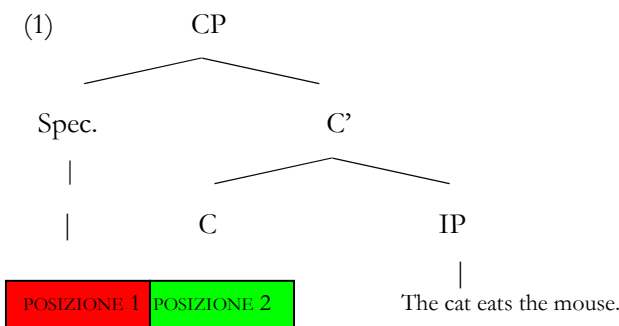 (1) CP
Spec. C’
C IP
POSIZIONE 1 POSIZIONE 2 The cat eats the mouse.